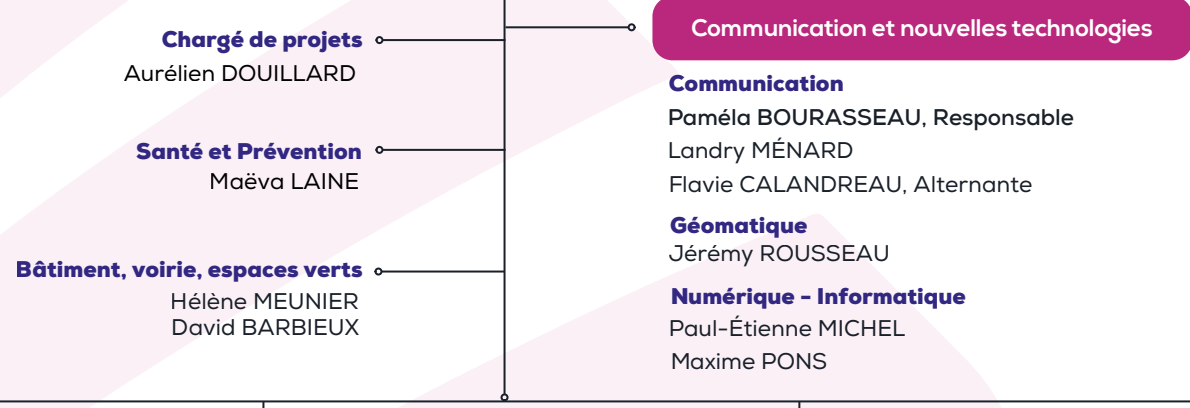 Chargé de projets
Aurélien DOUILLARD
Santé et Prévention
Maëva LAINE
Bâtiment, voirie, espaces verts
Hélène MEUNIER
David BARBIEUX
Communication et nouvelles technologies
Communication
Paméla BOURASSEAU, Responsable
Landry MÉNARD
Flavie CALANDREAU, Alternante
Géomatique
Jérémy ROUSSEAU
Numérique - Informatique
Paul-Étienne MICHEL
Maxime PONS